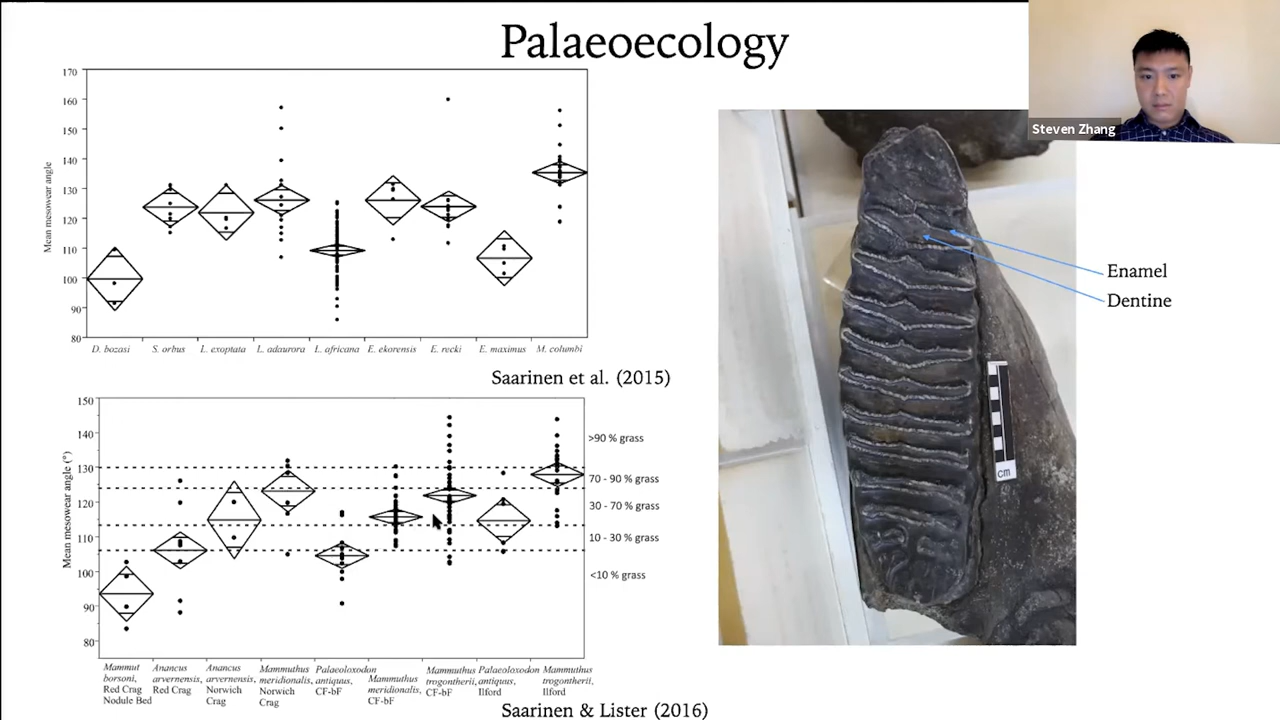 Palaeoecology
Steven Zhang
170
160
150
140
130
120
110
100
90
80
Mean mesowear angle
D. bozasi S. orbus L. exoptata L. adaurora L. africana E. ekorensis E. recki E. maximus M. columbi
Saarinen et al. (2015)
150
140
130
120
110
100
90
80
Mean mesowear angle (°)
>90 % grass
70 - 90 % grass
30 - 70 % grass
10 - 30 % grass
<10 % grass
Mammut
borsoni,
Red Crag
Nodule Bed
Anancus
arvernensis,
Red Crag
Anancus
arvernensis,
Norwich
Crag
Mammuthus
meridionalis,
Norwich
Crag
Palaeoloxodon
antiquus,
CF-bF
Mammuthus
meridionalis,
CF-bF
Mammuthus
trogontherii,
CF-bF
Palaeoloxodon
antiquus,
Ilford
Mammuthus
trogontherii,
Ilford
Saarinen & Lister (2016)
Enamel
Dentine
cm